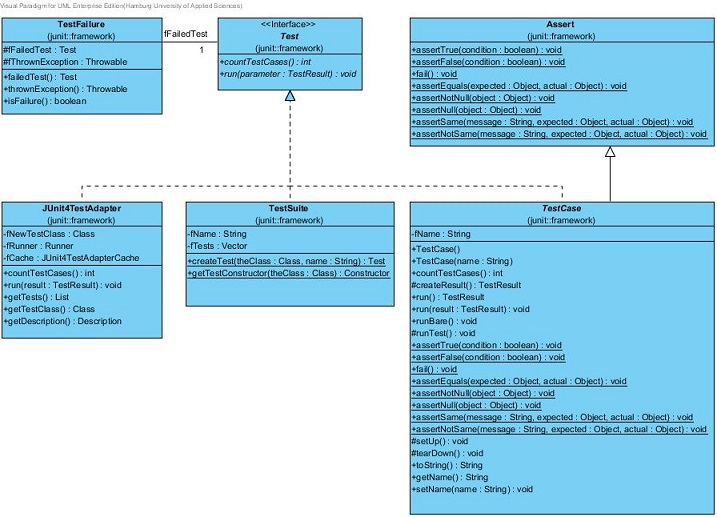 Visual Paradigm for UML Enterprise Edition(Hamburg University of Applied Sciences)
TestFailure
(junit::framework)
#fFailedTest : Test
#fThrownException : Throwable
+failedTest() : Test
+thrownException() : Throwable
+isFailure() : boolean
fFailedTest
1
<<Interface>>
Test
(junit::framework)
+countTestCases() : int
+run(parameter : TestResult) : void
Assert
(junit::framework)
+assertTrue(condition : boolean) : void
+assertFalse(condition : boolean) : void
+fail() : void
+assertEquals(expected : Object, actual : Object) : void
+assertNotNull(object : Object) : void
+assertNull(object : Object) : void
+assertSame(message : String, expected : Object, actual : Object) : void
+assertNotSame(message : String, expected : Object, actual : Object) : void
JUnit4TestAdapter
(junit::framework)
-fNewTestClass : Class
-fRunner : Runner
-fCache : JUnit4TestAdapterCache
+countTestCases() : int
+run(result : TestResult) : void
+getTests() : List
+getTestClass() : Class
+getDescription() : Description
TestSuite
(junit::framework)
-fName : String
-fTests : Vector
+createTest(theClass : Class, name : String) : Test
+getTestConstructor(theClass : Class) : Constructor
TestCase
(junit::framework)
-fName : String
+TestCase()
+TestCase(name : String)
+countTestCases() : int
#createResult() : TestResult
+run() : TestResult
+run(result : TestResult) : void
+runBare() : void
#runTest() : void
+assertTrue(condition : boolean) : void
+assertFalse(condition : boolean) : void
+fail() : void
+assertEquals(expected : Object, actual : Object) : void
+assertNotNull(object : Object) : void
+assertNull(object : Object) : void
+assertSame(message : String, expected : Object, actual : Object) : void
+assertNotSame(message : String, expected : Object, actual : Object) : void
#setUp() : void
#tearDown() : void
+toString() : String
+getName() : String
+setName(name : String) : void